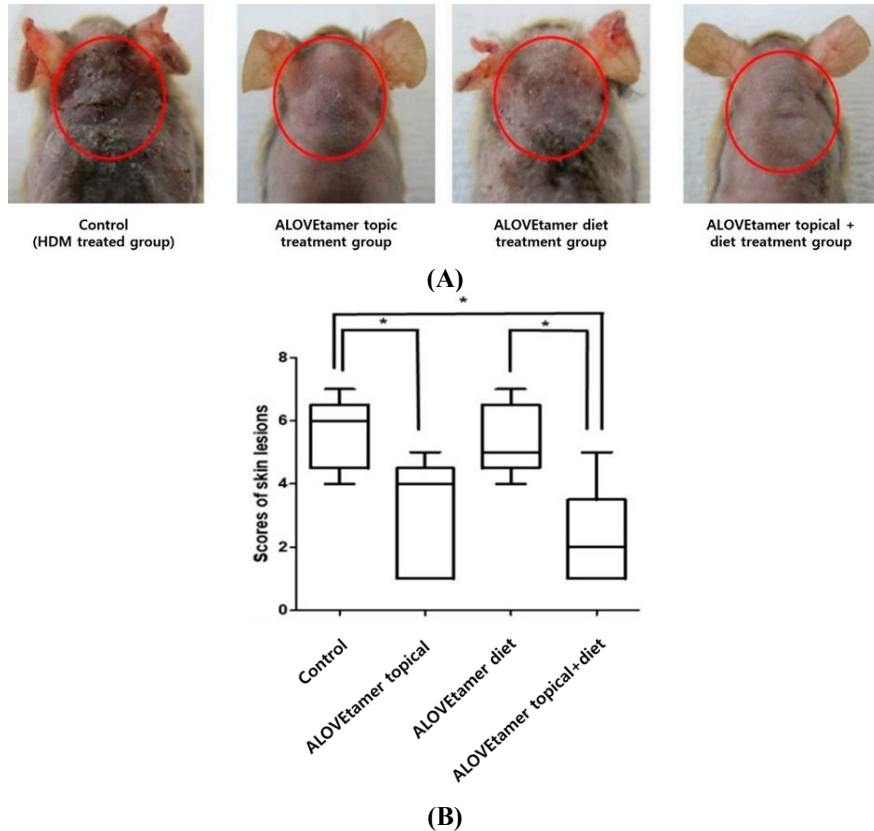 Control
(HDM treated group)
ALOVEtamer topic
treatment group
ALOVEtamer diet
treatment group
ALOVEtamer topical +
diet treatment group
(A)
*
*
*
8
6
4
2
0
Scores of skin lesions
Control
ALOVEtamer topical
ALOVEtamer diet
ALOVEtamer topical+diet
(B)